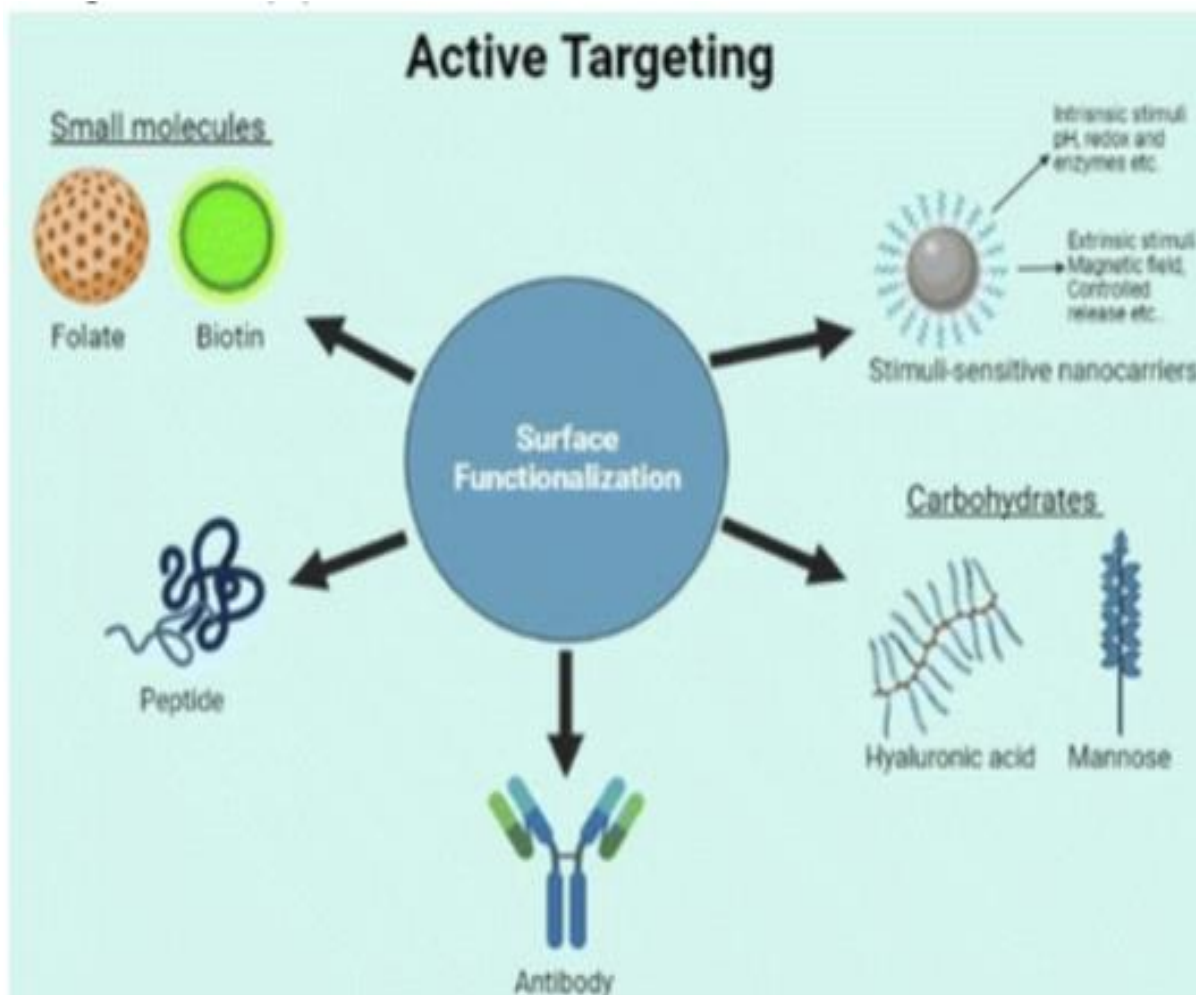 Active Targeting
Small molecules
Folate
Biotin
Intrisnsic stimuli
pH, redox and
enzymes etc.
Extrinsic stimuli
Magnetic field,
Controlled
release etc..
Stimuli-sensitive nanocarriers
Surface
Functionalization
Carbohydrates
Hyaluronic acid
Mannose
Peptide
Antibody